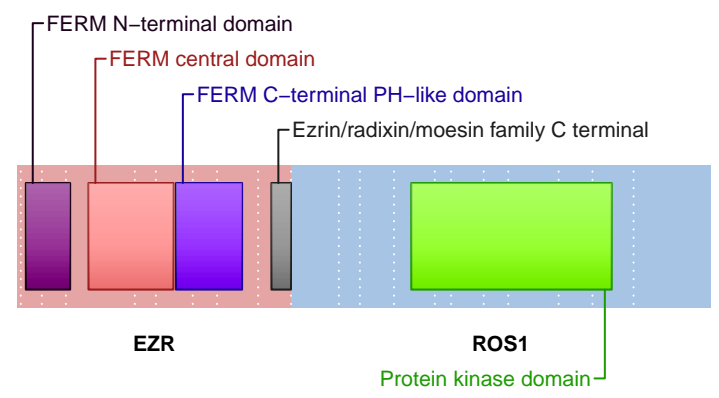 FERM N−terminal domain
FERM central domain
FERM C−terminal PH−like domain
Ezrin/radixin/moesin family C terminal
EZR
ROS1
Protein kinase domain